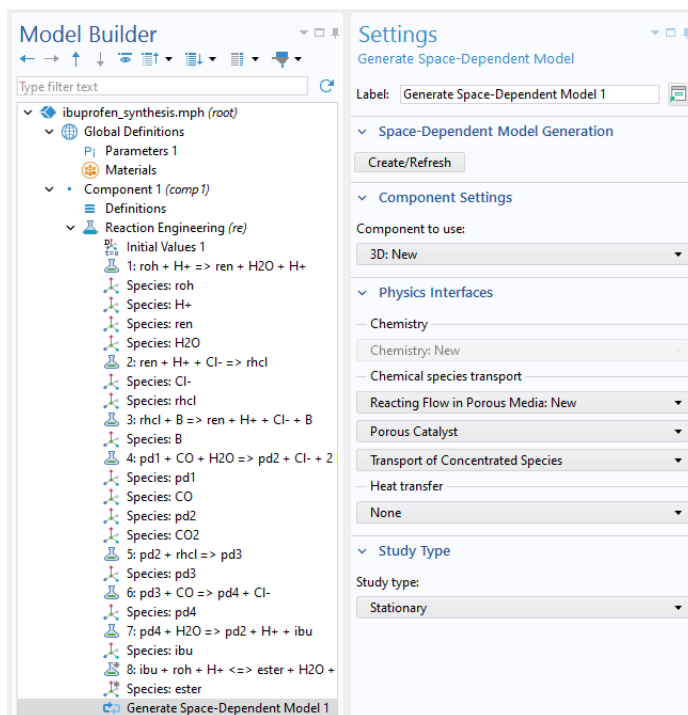 Model Builder
Type filter text
ibuprofen_synthesis.mph (root)
Global Definitions
Pi Parameters 1
Materials
Component 1 (comp1)
Definitions
Reaction Engineering (re)
Initial Values 1
1: roh + H+ => ren + H2O + H+
Species: roh
Species: H+
Species: ren
Species: H2O
2: ren + H+ + Cl- => rhcl
Species: Cl-
Species: rhcl
3: rhcl + B => ren + H+ + Cl- + B
Species: B
4: pd1 + CO + H2O => pd2 + Cl- + 2
Species: pd1
Species: CO
Species: pd2
Species: CO2
5: pd2 + rhcl => pd3
Species: pd3
6: pd3 + CO => pd4 + Cl-
Species: pd4
7: pd4 + H2O => pd2 + H+ + ibu
Species: ibu
8: ibu + roh + H+ <=> ester + H2O +
Species: ester
Generate Space-Dependent Model 1
Settings
Generate Space-Dependent Model
Label: Generate Space-Dependent Model 1
Space-Dependent Model Generation
Create/Refresh
Component Settings
Component to use:
3D: New
Physics Interfaces
Chemistry
Chemistry: New
Chemical species transport
Reacting Flow in Porous Media: New
Porous Catalyst
Transport of Concentrated Species
Heat transfer
None
Study Type
Study type:
Stationary